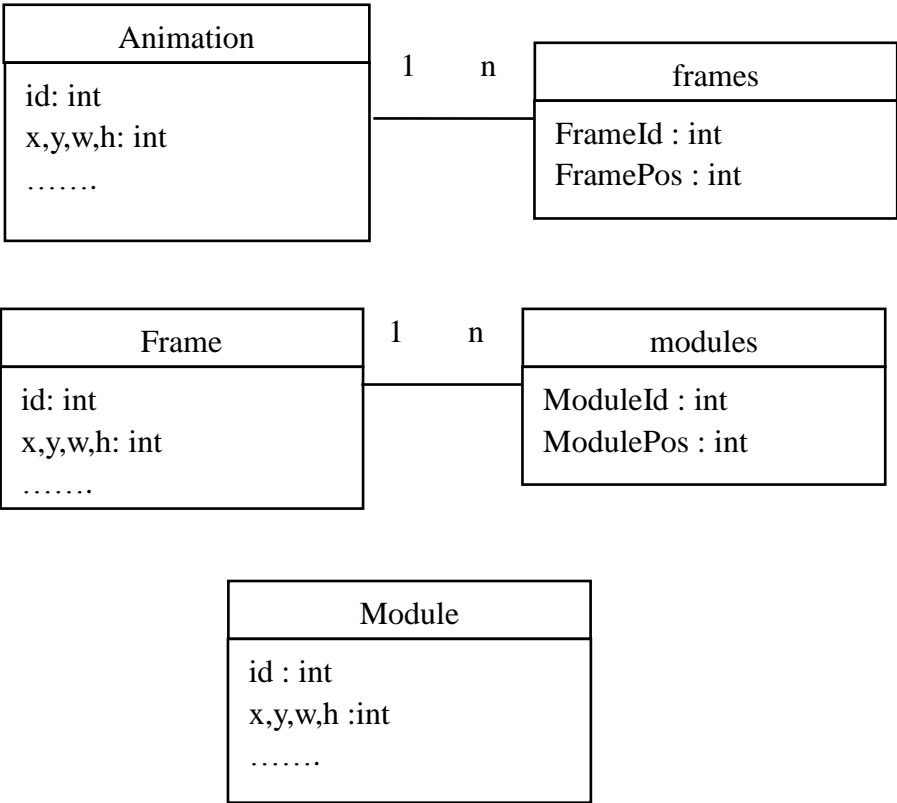 Animation
id: int
x,y,w,h: int
…….
1 n
frames
FrameId : int
FramePos : int
Frame
id: int
x,y,w,h: int
…….
1 n
modules
ModuleId : int
ModulePos : int
Module
id : int
x,y,w,h :int
…….